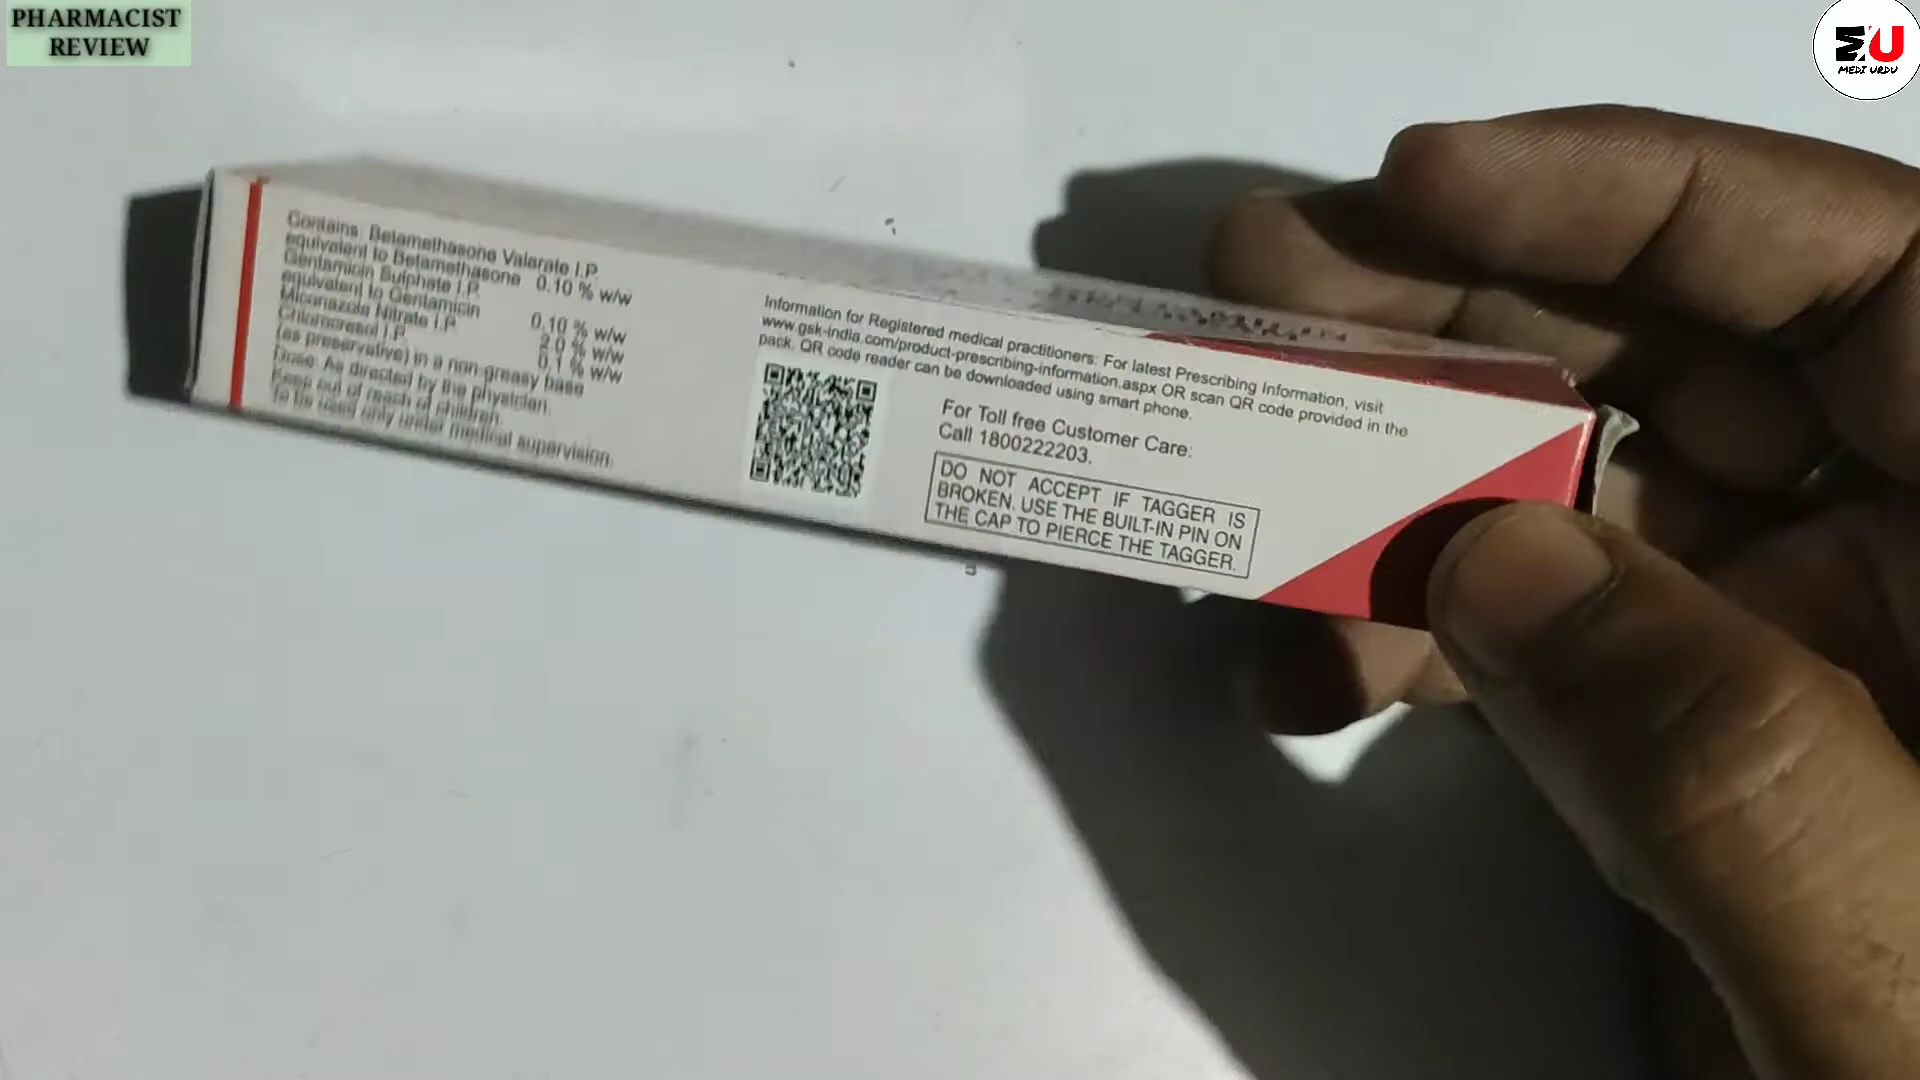 PHARMACIST
REVIEW
MEDI URDU
Contains: Betamethasone Valerate I.P.
equivalent to Betamethasone 0.10 % w/w
Gentamicin Sulphate I.P.
equivalent to Gentamicin 0.10 % w/w
Miconazole Nitrate I.P. 2.0 % w/w
Chlorocresol I.P. 0.1 % w/w
(as preservative) in a non-greasy base
Dose: As directed by the physician.
Keep out of reach of children.
To be used only under medical supervision.
Information for Registered medical practitioners: For latest Prescribing Information, visit
www.gsk-india.com/product-prescribing-information.aspx OR scan QR code provided in the
pack. QR code reader can be downloaded using smart phone.
For Toll free Customer Care:
Call 1800222203.
DO NOT ACCEPT IF TAGGER IS
BROKEN. USE THE BUILT-IN PIN ON
THE CAP TO PIERCE THE TAGGER.